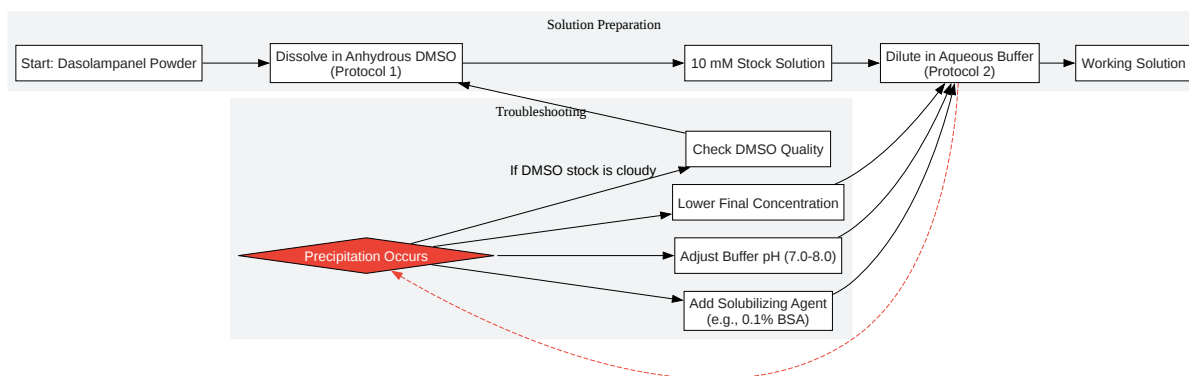 Solution Preparation
Start: Dasolampanel Powder
Dissolve in Anhydrous DMSO
(Protocol 1)
10 mM Stock Solution
Dilute in Aqueous Buffer
(Protocol 2)
Working Solution
Troubleshooting
Check DMSO Quality
If DMSO stock is cloudy
Lower Final Concentration
Precipitation Occurs
Adjust Buffer pH (7.0-8.0)
Add Solubilizing Agent
(e.g., 0.1% BSA)